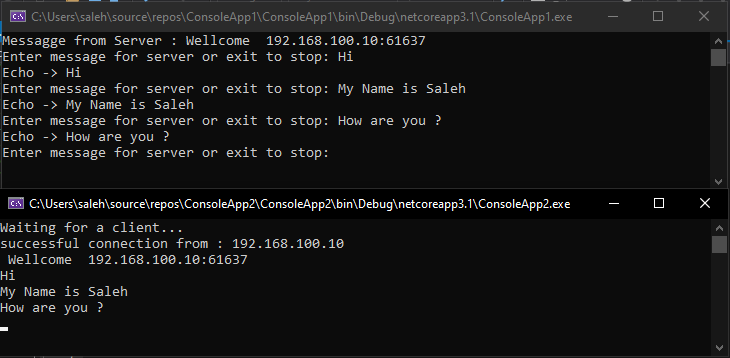 C:\Users\saleh\source\repos\ConsoleApp1\ConsoleApp1\bin\Debug\netcoreapp3.1\ConsoleApp1.exe
Messagge from Server : Wellcome  192.168.100.10:61637
Enter message for server or exit to stop: Hi
Echo -> Hi
Enter message for server or exit to stop: My Name is Saleh
Echo -> My Name is Saleh
Enter message for server or exit to stop: How are you ?
Echo -> How are you ?
Enter message for server or exit to stop:
C:\Users\saleh\source\repos\ConsoleApp2\ConsoleApp2\bin\Debug\netcoreapp3.1\ConsoleApp2.exe
Waiting for a client...
successful connection from : 192.168.100.10
 Wellcome  192.168.100.10:61637
Hi
My Name is Saleh
How are you ?